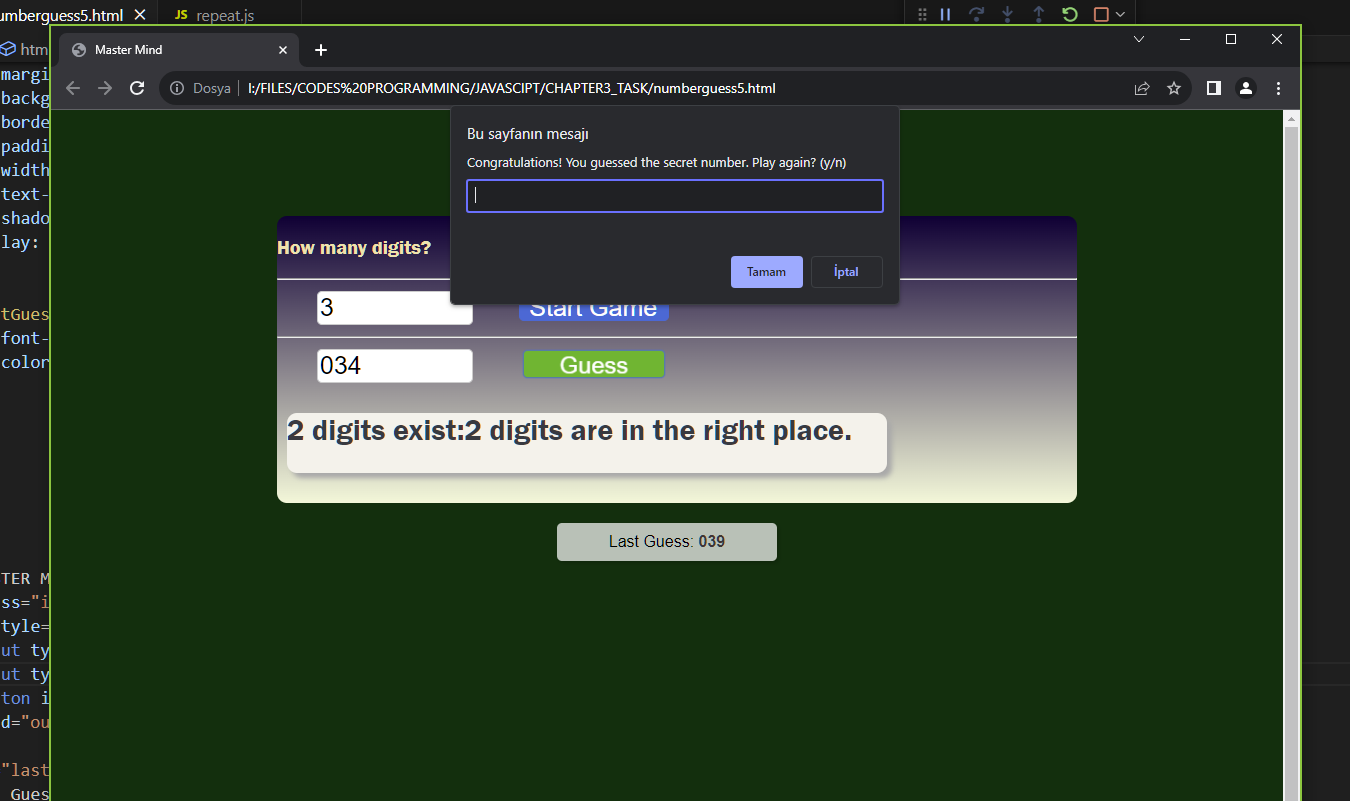 umberguess5.html
JS repeat.js
Master Mind
htm
Dosya I:/FILES/CODES%20PROGRAMMING/JAVASCIPT/CHAPTER3_TASK/numberguess5.html
margi
backg
borde
paddi
width
text-
shado
lay:
tGues
font-
color
TER M
ss="i
tyle=
ut ty
ut ty
ton i
d="ou
"last
Gues
Bu sayfanın mesajı
Congratulations! You guessed the secret number. Play again? (y/n)
Tamam İptal
How many digits?
3 Start Game
034 Guess
2 digits exist:2 digits are in the right place.
Last Guess: 039